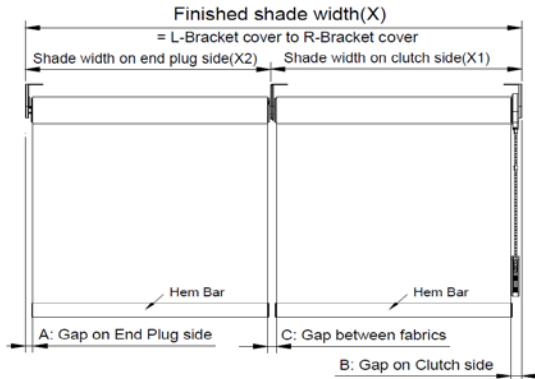 Finished shade width(X)
= L-Bracket cover to R-Bracket cover
Shade width on end plug side(X2)
Shade width on clutch side(X1)
Hem Bar
Hem Bar
A: Gap on End Plug side
C: Gap between fabrics
B: Gap on Clutch side